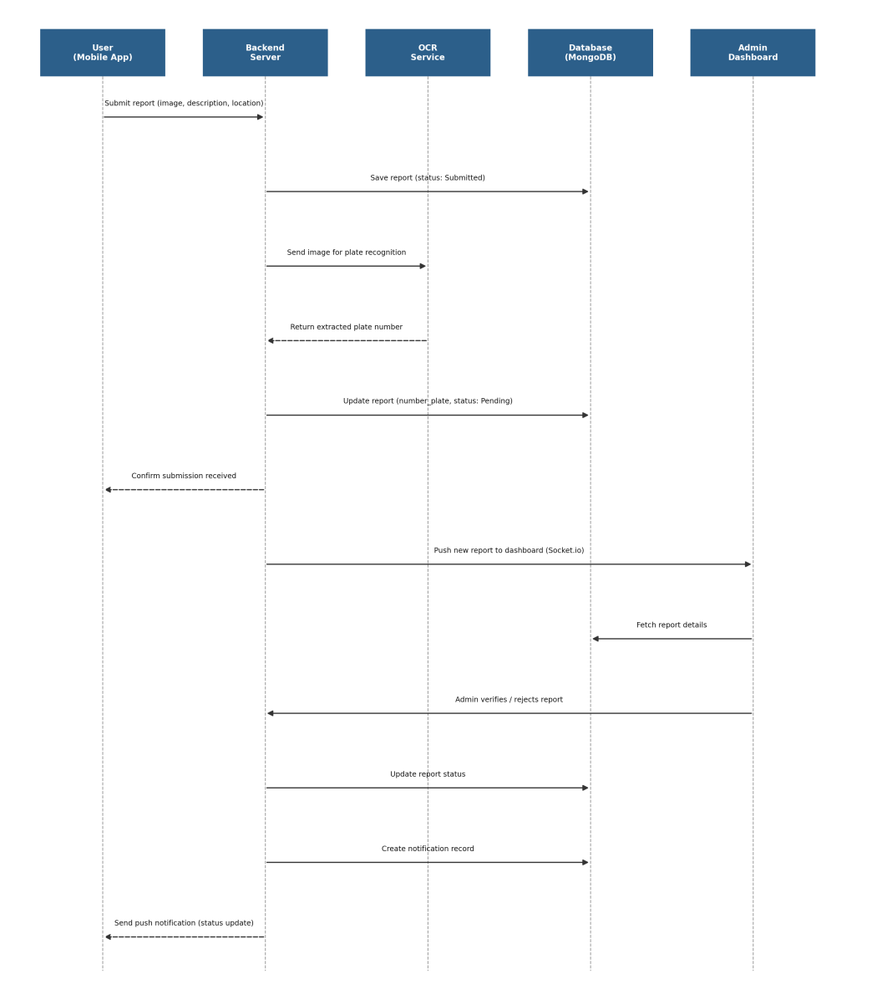 User
(Mobile App)
Backend
Server
OCR
Service
Database
(MongoDB)
Admin
Dashboard
Submit report (image, description, location)
Save report (status: Submitted)
Send image for plate recognition
Return extracted plate number
Update report (number_plate, status: Pending)
Confirm submission received
Push new report to dashboard (Socket.io)
Fetch report details
Admin verifies / rejects report
Update report status
Create notification record
Send push notification (status update)